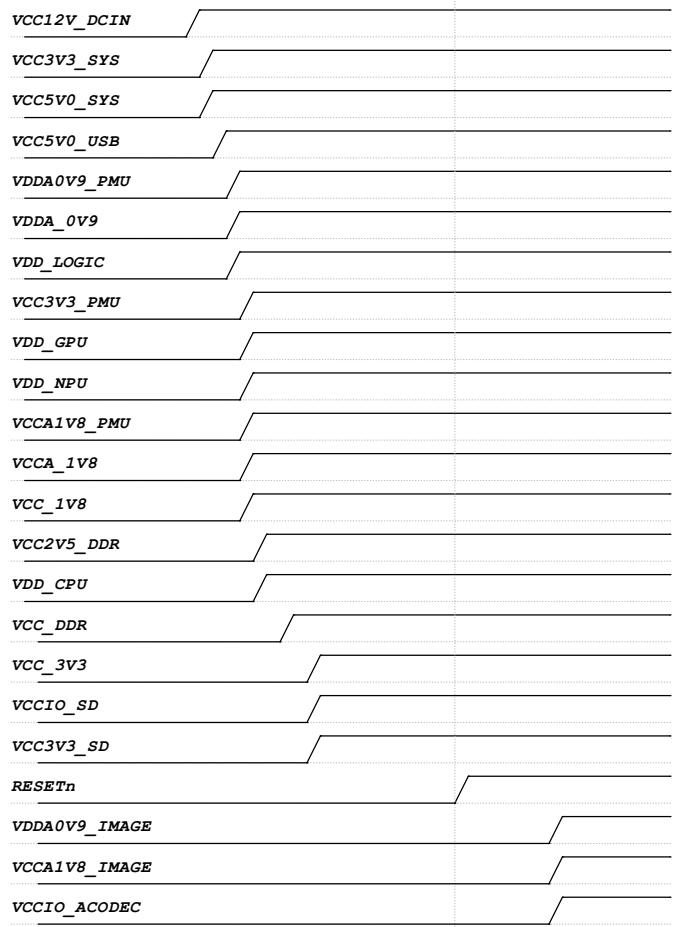 VCC12V_DCIN
VCC3V3_SYS
VCC5V0_SYS
VCC5V0_USB
VDDA0V9_PMU
VDDA_0V9
VDD_LOGIC
VCC3V3_PMU
VDD_GPU
VDD_NPU
VCCA1V8_PMU
VCCA_1V8
VCC_1V8
VCC2V5_DDR
VDD_CPU
VCC_DDR
VCC_3V3
VCCIO_SD
VCC3V3_SD
RESETn
VDDA0V9_IMAGE
VCCA1V8_IMAGE
VCCIO_ACODEC